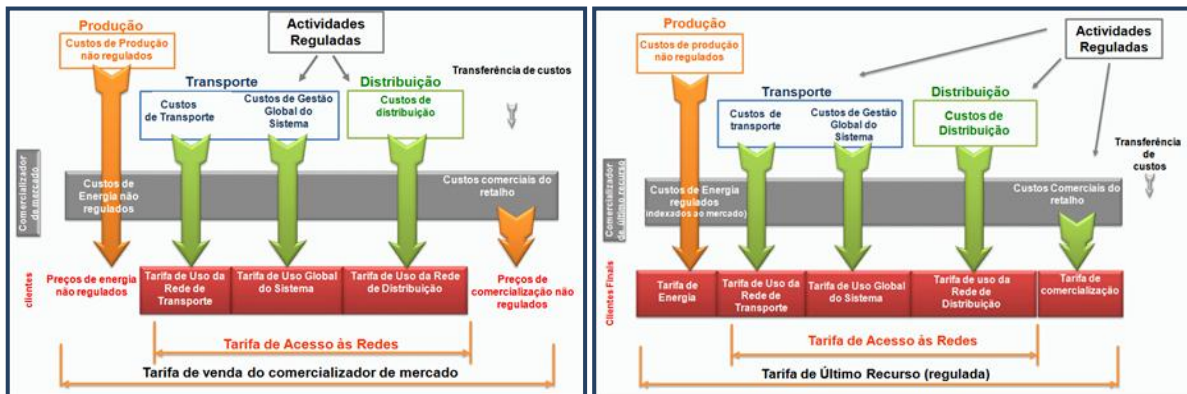 Produção
Custos de Produção
não regulados
Actividades
Reguladas
Transporte
Custos
de Transporte
Custos de Gestão
Global do
Sistema
Distribuição
Custos de
distribuição
Transferência de custos
Comercializador
de mercado
Custos de
Energia não
regulados
Custos comerciais do
retalho
clientes
Preços de energia
não regulados
Tarifa de Uso da
Rede de
Transporte
Tarifa de Uso Global
do Sistema
Tarifa de Uso da Rede
de Distribuição
Preços de
comercialização não
regulados
Tarifa de Acesso às Redes
Tarifa de venda do comercializador de mercado
Produção
Custos de produção
não regulados
Actividades
Reguladas
Transporte
Custos de
transporte
Custos de Gestão
Global do
Sistema
Distribuição
Custos de
Distribuição
Transferência
de
custos
Comercializador
de último recurso
Custos de Energia
regulados
(indexados ao mercado)
Custos Comerciais do
retalho
Clientes Finais
Tarifa de
Energia
Tarifa de Uso da
Rede de
Transporte
Tarifa de Uso Global
do Sistema
Tarifa de uso da
Rede de
Distribuição
Tarifa de
comercialização
Tarifa de Acesso às Redes
Tarifa de Último Recurso (regulada)